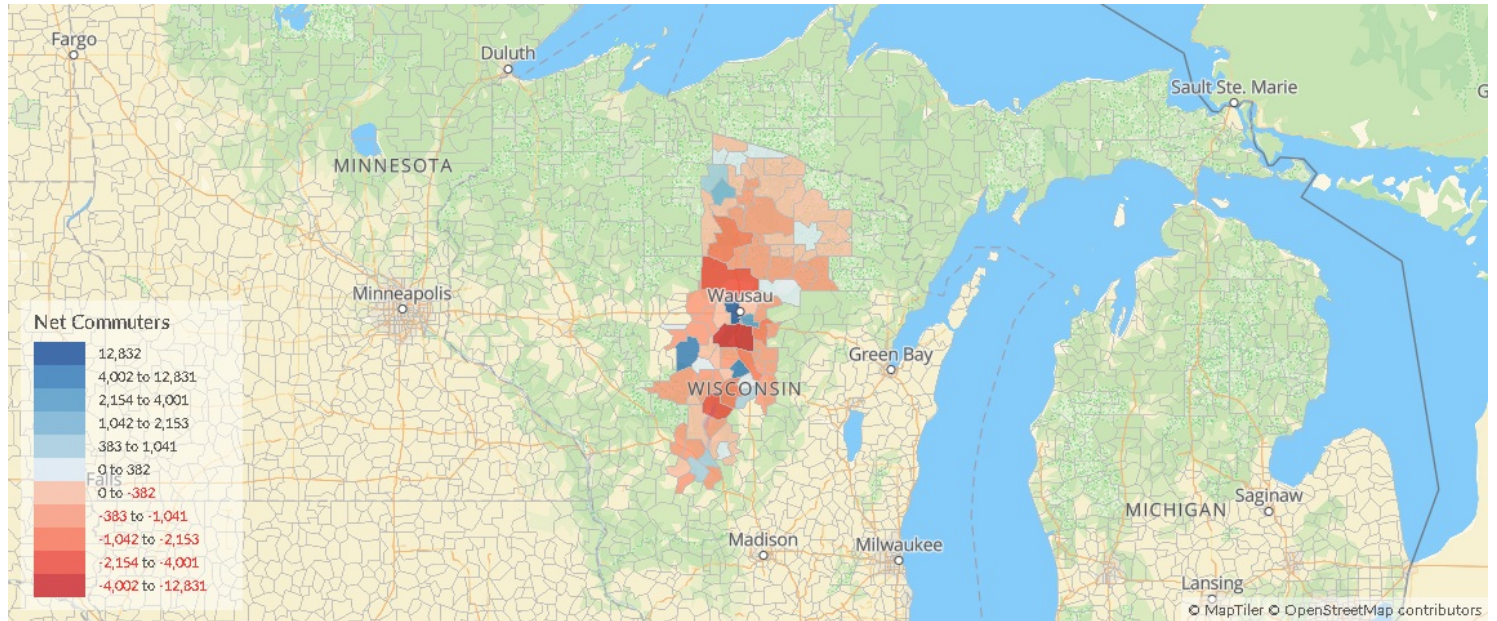 Fargo
Duluth
Sault Ste. Marie
G
MINNESOTA
Minneapolis
Wausau
Green Bay
WISCONSIN
Net Commuters
12,832
4,002 to 12,831
2,154 to 4,001
1,042 to 2,153
383 to 1,041
0 to 382
Falls
0 to -382
-383 to -1,041
-1,042 to -2,153
-2,154 to -4,001
-4,002 to -12,831
Saginaw
MICHIGAN
Madison
Milwaukee
Lansing
© MapTiler © OpenStreetMap contributors